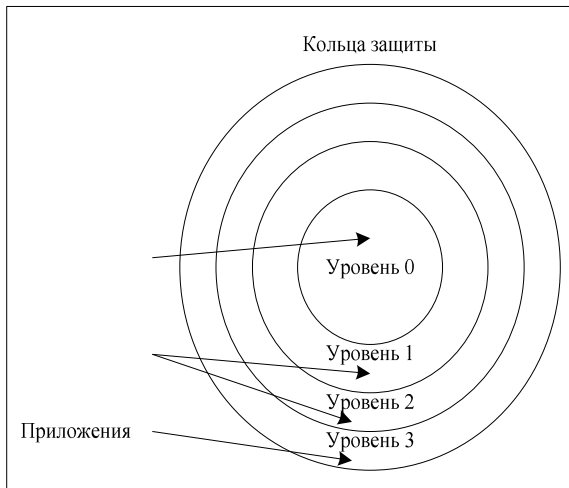 Кольца защиты
Уровень 0
Уровень 1
Уровень 2
Приложения
Уровень 3